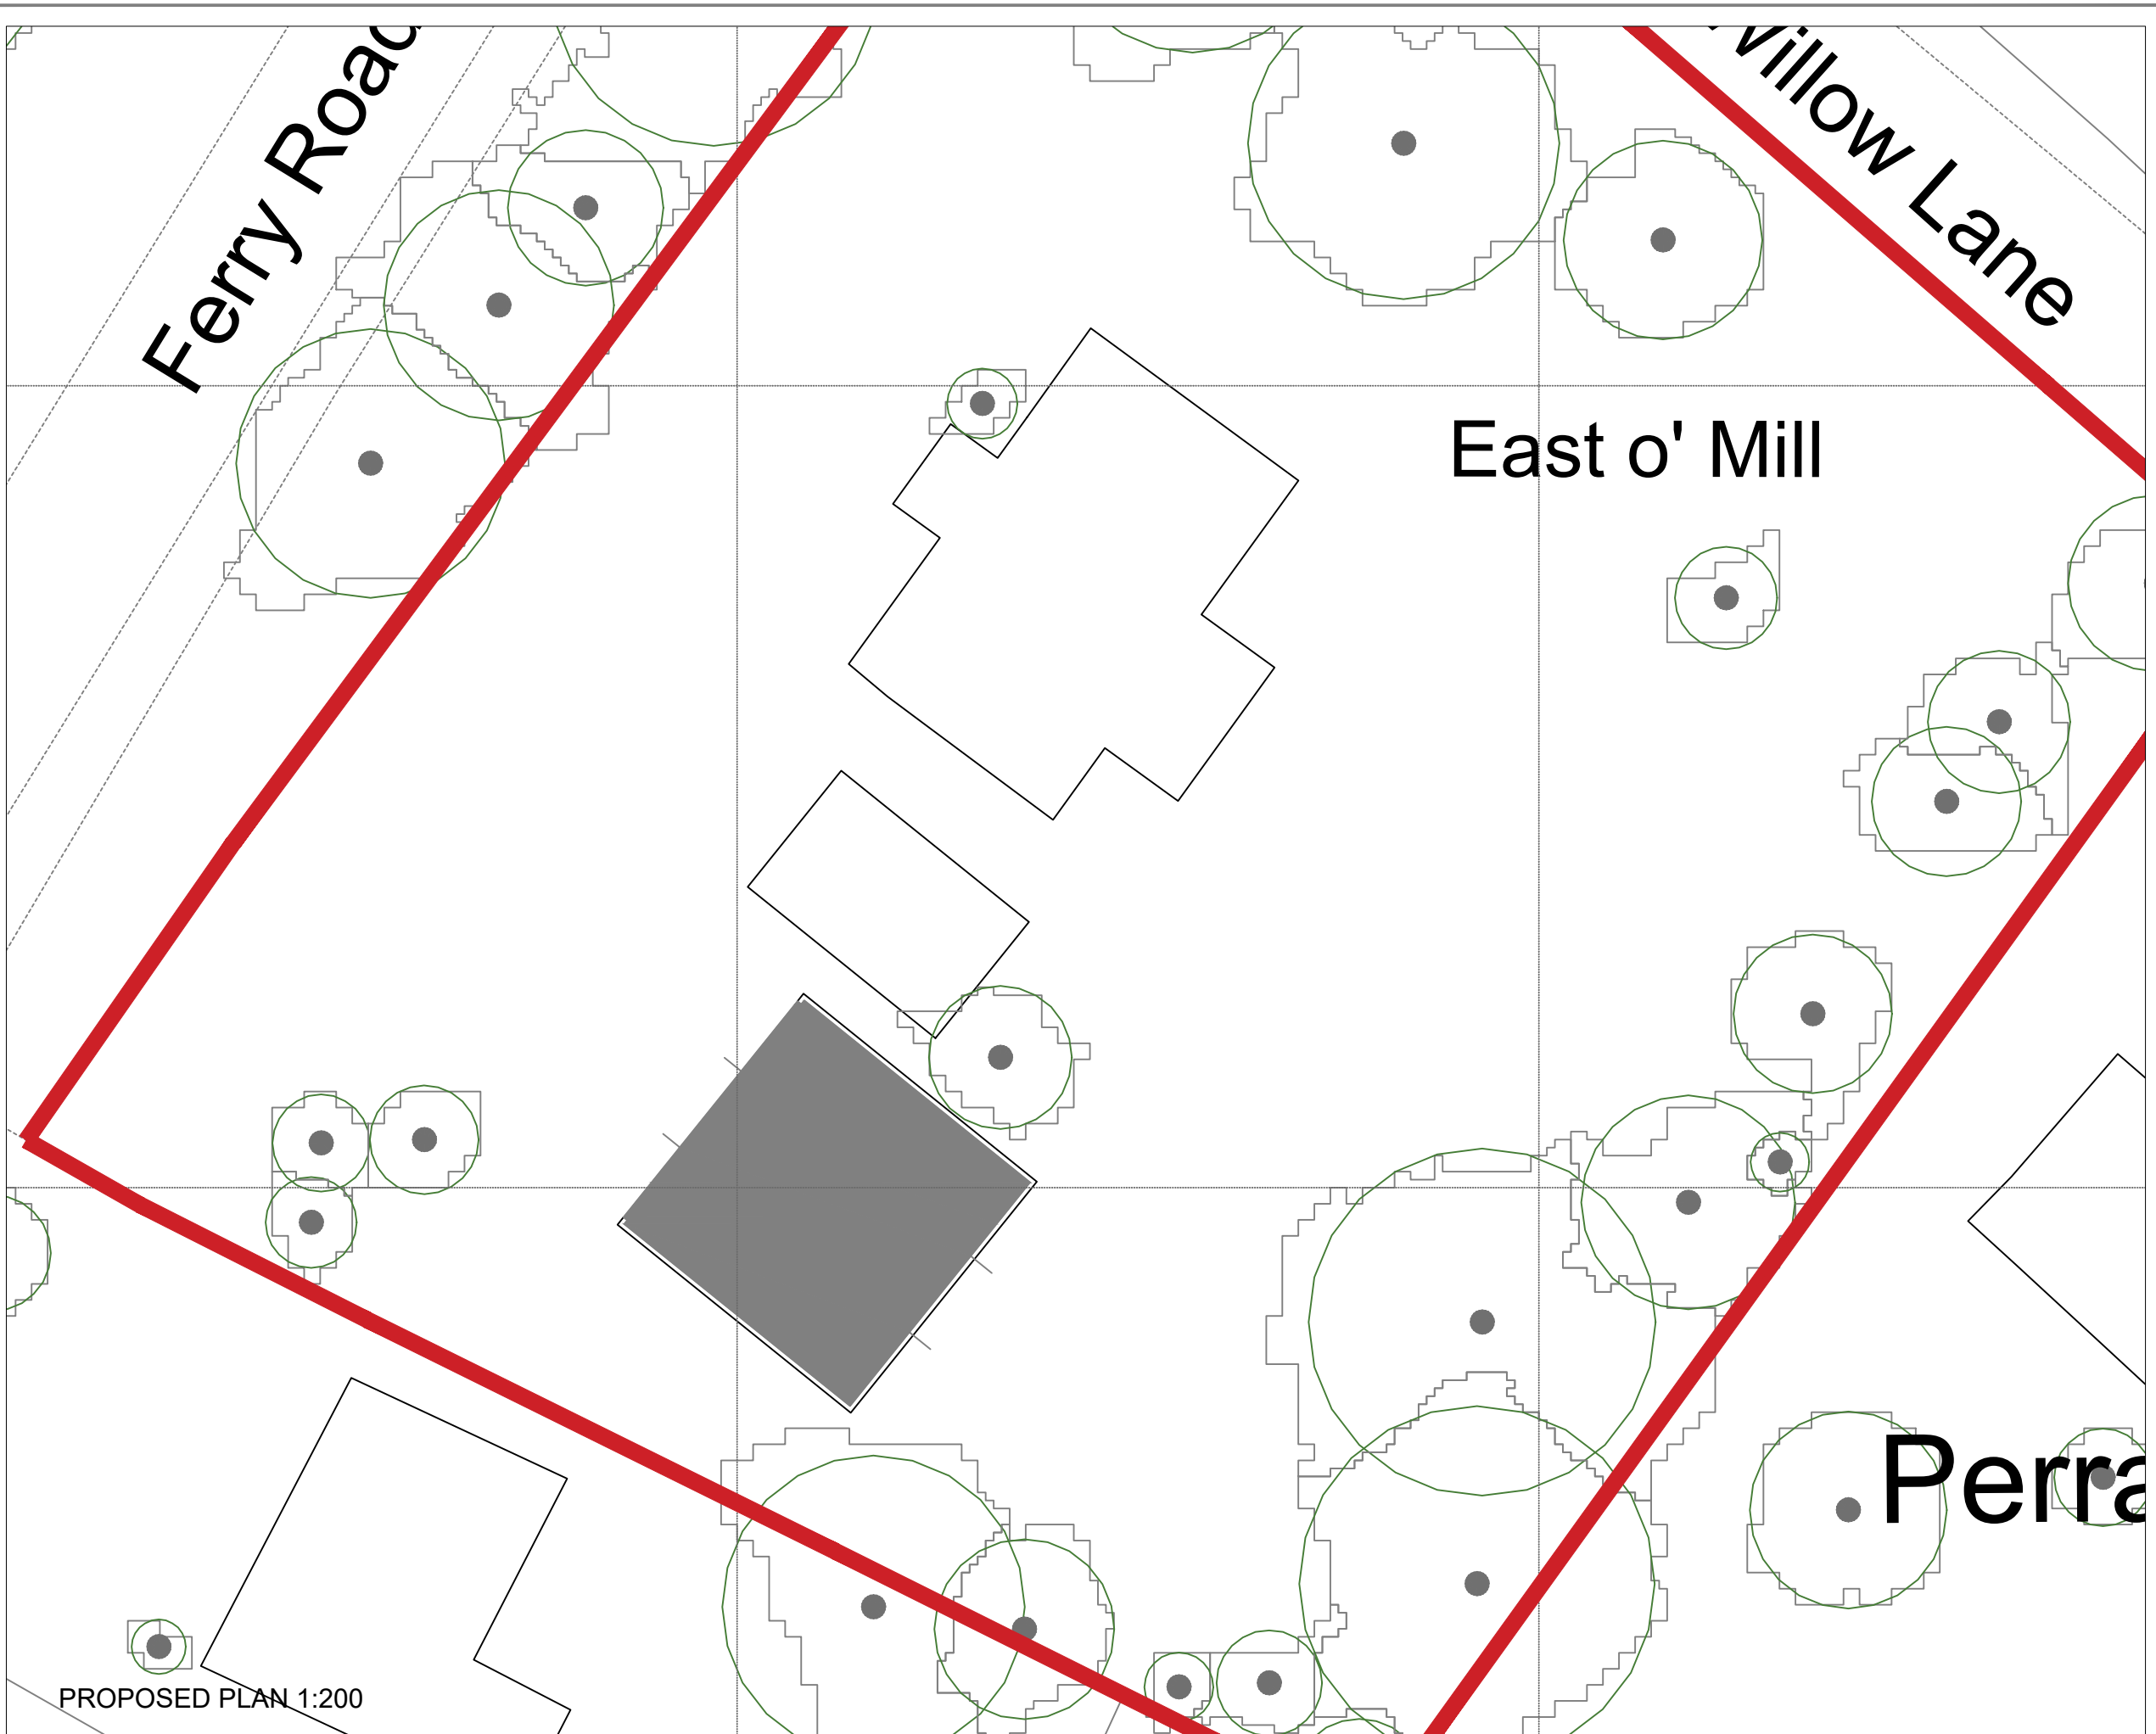 Ferry Road
Willow Lane
East o' Mill
Perra
PROPOSED PLAN 1:200